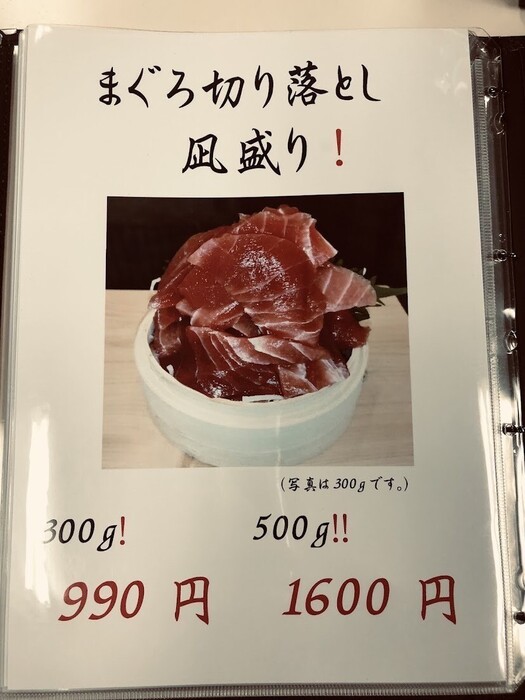 まぐろ切り落とし
凪盛り！
(写真は300gです。)
300g! 500g!!
990 円 1600 円